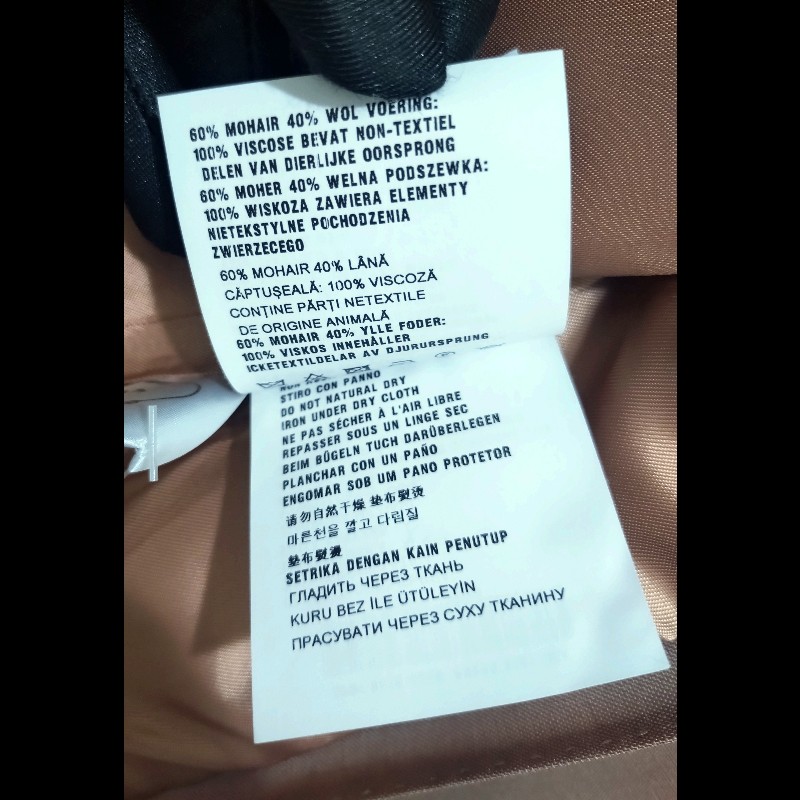 60% MOHAIR 40% WOL VOERING:
100% VISCOSE BEVAT NON-TEXTIEL
DELEN VAN DIERLIJKE OORSPRONG
60% MOHER 40% WELNA PODSZEWKA:
100% WISKOZA ZAWIERA ELEMENTY
NIETEKSTYLNE POCHODZENIA
ZWIERZECEGO
60% MOHAIR 40% LÂNĂ
CĂPTUŞEALĂ: 100% VISCOZĂ
CONŢINE PĂRŢI NETEXTILE
DE ORIGINE ANIMALĂ
60% MOHAIR 40% YLLE FODER:
100% VISKOS INNEHÅLLER
ICKETEXTILDELAR AV DJURURSPRUNG
STIRO CON PANNO
DO NOT NATURAL DRY
IRON UNDER DRY CLOTH
NE PAS SÉCHER À L'AIR LIBRE
REPASSER SOUS UN LINGE SEC
BEIM BÜGELN TUCH DARÜBERLEGEN
PLANCHAR CON UN PAÑO
ENGOMAR SOB UM PANO PROTETOR
请勿自然干燥 垫布熨烫
마른천을 깔고 다림질
墊布熨燙
SETRIKA DENGAN KAIN PENUTUP
ГЛАДИТЬ ЧЕРЕЗ ТКАНЬ
KURU BEZ İLE ÜTÜLEYİN
ПРАСУВАТИ ЧЕРЕЗ СУХУ ТКАНИНУ